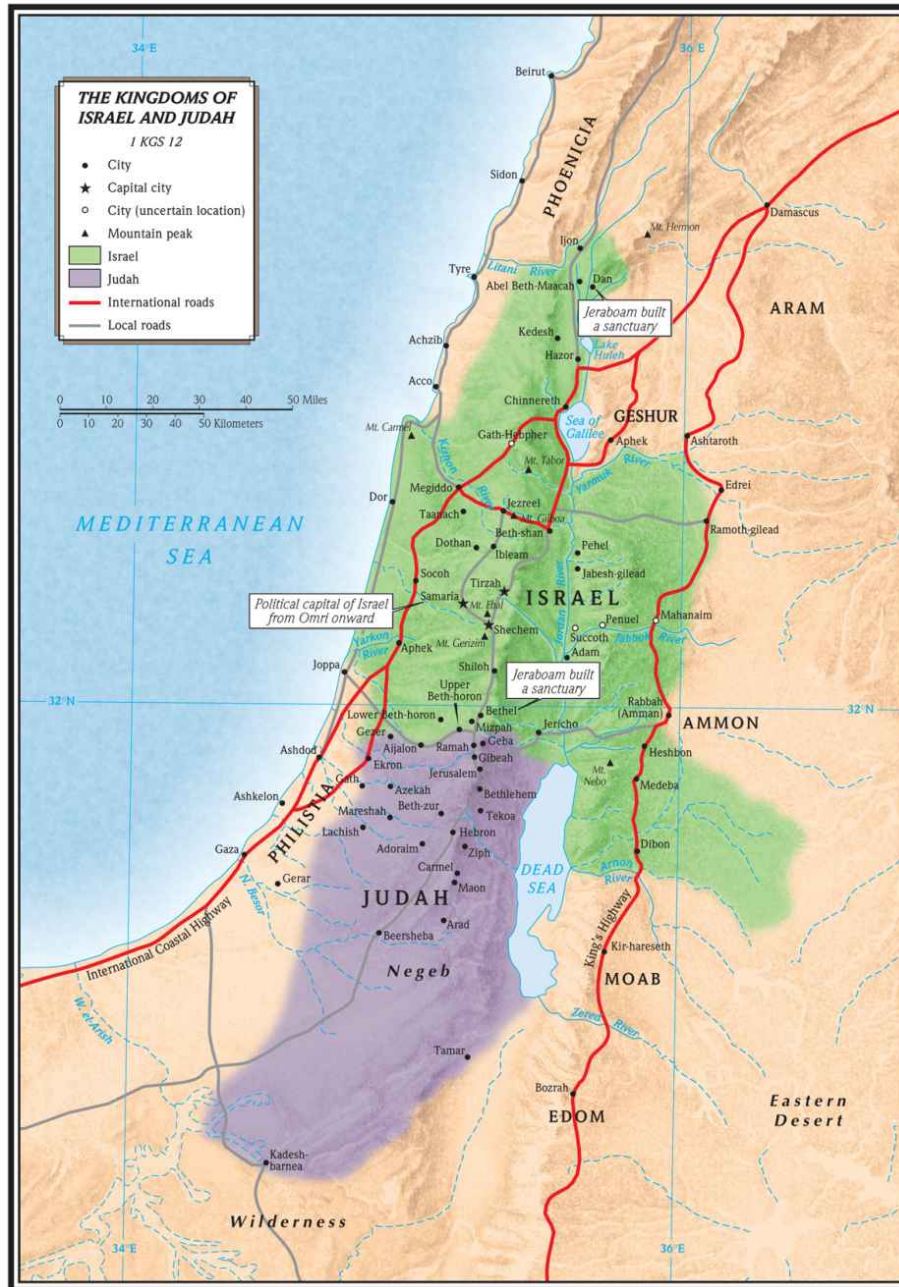 34°E
36°E
THE KINGDOMS OF
ISRAEL AND JUDAH
1 KGS 12
City
Capital city
City (uncertain location)
Mountain peak
Israel
Judah
International roads
Local roads
0 10 20 30 40 50 Miles
0 10 20 30 40 50 Kilometers
Beirut
PHOENICIA
Sidon
Damascus
Mt. Hermon
Ijon
Litani River
Tyre
Dan
Abel Beth-Maacah
Jeraboam built
a sanctuary
ARAM
Kedesh
Lake
Huleh
Achzib
Hazor
Acco
Chinnereth
GESHUR
Sea of
Galilee
Mt. Carmel
Gath-Hepher
Aphek
Ashtaroth
Kishon
River
Mt. Tabor
Yarmuk
River
Megiddo
Edrei
Dor
Jezreel
Taanach
Mt. Gilboa
Ramoth-gilead
MEDITERRANEAN
SEA
Beth-shan
Dothan
Ibleam
Pehel
Jabesh-gilead
Socoh
Tirzah
ISRAEL
Political capital of Israel
from Omri onward
Samaria
Mt. Ebal
Jordan River
Penuel
Mahanaim
Shechem
Succoth
Jabbok River
Yarkon
River
Aphek
Mt. Gerizim
Adam
Joppa
Shiloh
Jeraboam built
a sanctuary
Upper
Beth-horon
32°N
32°N
Lower Beth-horon
Bethel
Rabbah
(Amman)
AMMON
Gezer
Mizpah
Jericho
Aijalon
Ramah
Geba
Ashdod
Ekron
Gibeah
Heshbon
Jerusalem
Mt.
Nebo
Gath
Azekah
Bethlehem
Medeba
Ashkelon
Beth-zur
PHILISTIA
Mareshah
Tekoa
Lachish
Hebron
Adoraim
Ziph
Dibon
Gaza
DEAD
SEA
Arnon
River
Gerar
Carmel
N. Besor
Maon
JUDAH
Arad
King's Highway
International Coastal Highway
Beersheba
Kir-hareseth
Negeb
MOAB
W. el-Arish
Zered River
Tamar
Bozrah
EDOM
Eastern
Desert
Kadesh-
barnea
Wilderness
34°E
36°E